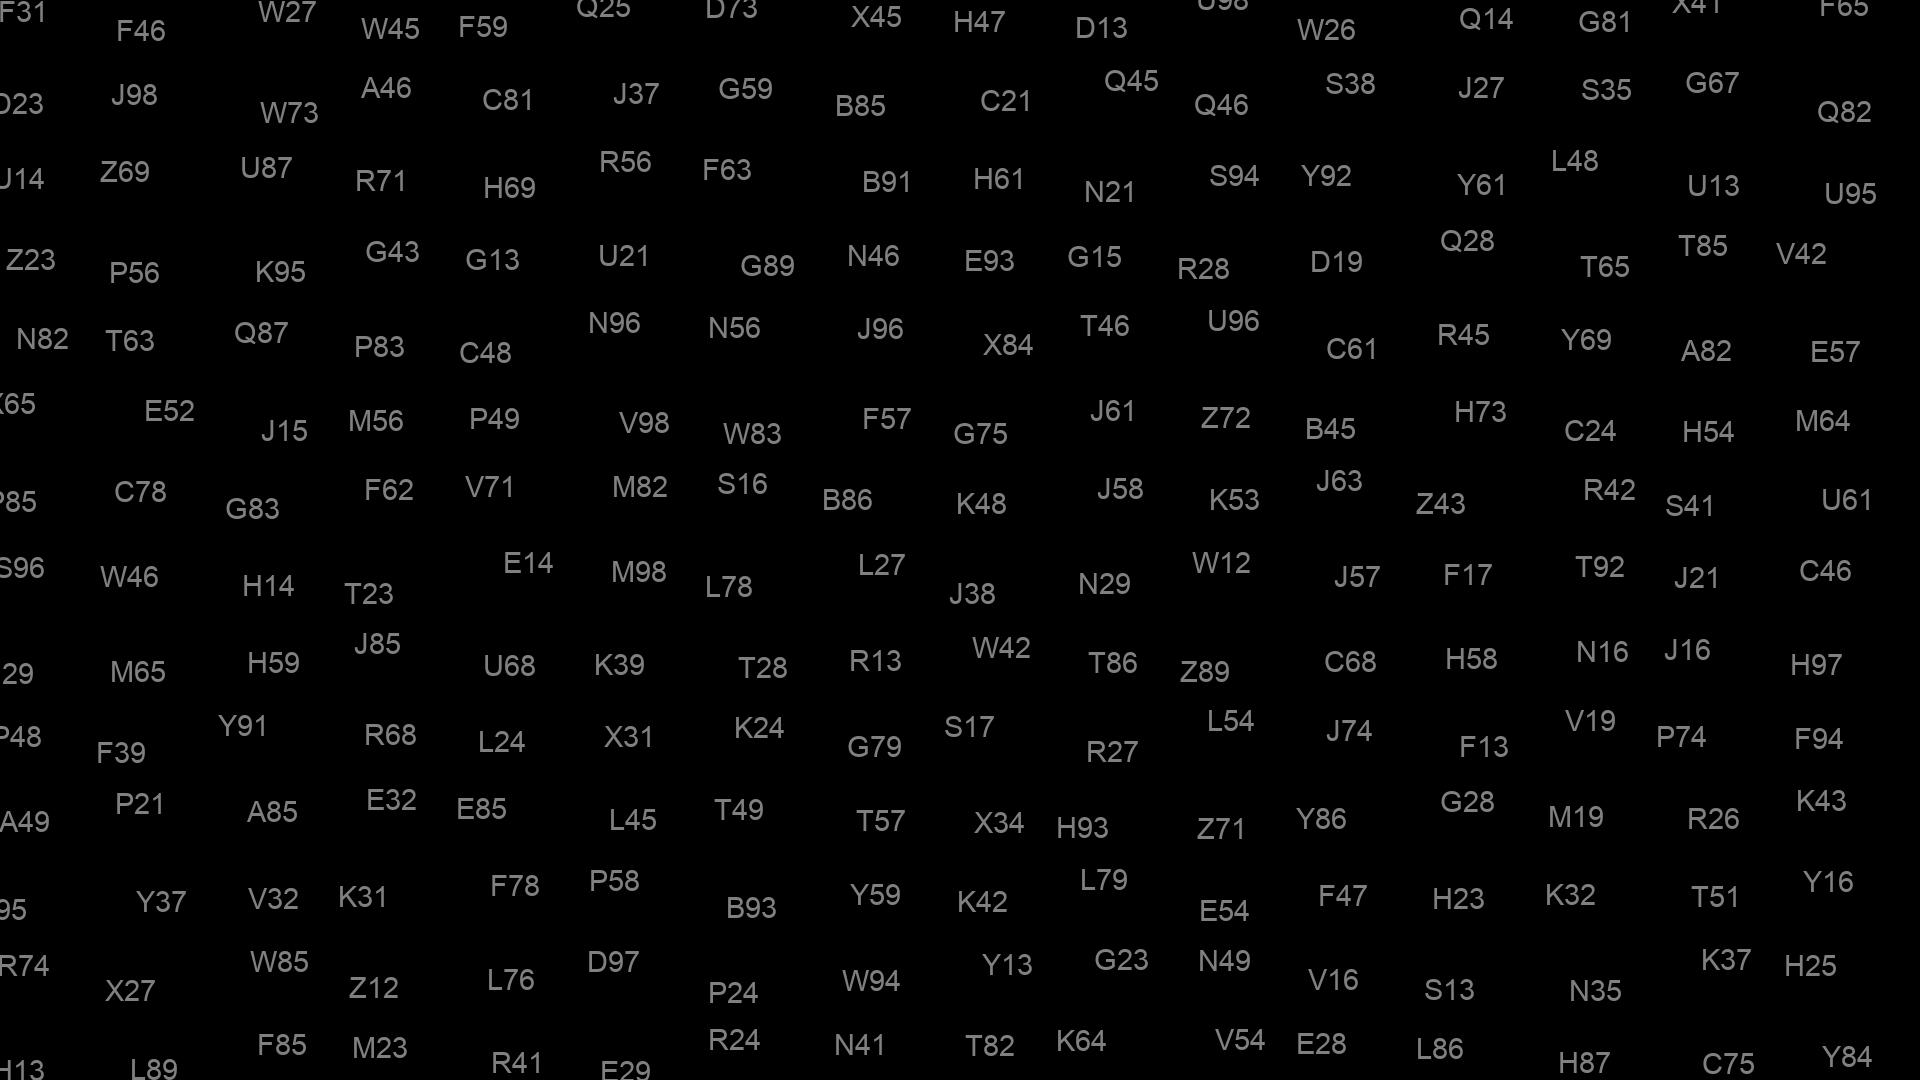 F31 F46 W27 W45 F59 Q25 D73 X45 H47 D13 U98 W26 Q14 G81 X41 F65
D23 J98 W73 A46 C81 J37 G59 B85 C21 Q45 Q46 S38 J27 S35 G67 Q82
U14 Z69 U87 R71 H69 R56 F63 B91 H61 N21 S94 Y92 Y61 L48 U13 U95
Z23 P56 K95 G43 G13 U21 G89 N46 E93 G15 R28 D19 Q28 T65 T85 V42
N82 T63 Q87 P83 C48 N96 N56 J96 X84 T46 U96 C61 R45 Y69 A82 E57
E52 J15 M56 P49 V98 W83 F57 G75 J61 Z72 B45 H73 C24 H54 M64
P85 C78 G83 F62 V71 M82 S16 B86 K48 J58 K53 J63 Z43 R42 S41 U61
S96 W46 H14 T23 E14 M98 L78 L27 J38 N29 W12 J57 F17 T92 J21 C46
29 M65 H59 J85 U68 K39 T28 R13 W42 T86 Z89 C68 H58 N16 J16 H97
P48 F39 Y91 R68 L24 X31 K24 G79 S17 R27 L54 J74 F13 V19 P74 F94
A49 P21 A85 E32 E85 L45 T49 T57 X34 H93 Z71 Y86 G28 M19 R26 K43
95 Y37 V32 K31 F78 P58 B93 Y59 K42 L79 E54 F47 H23 K32 T51 Y16
R74 X27 W85 Z12 L76 D97 P24 W94 Y13 G23 N49 V16 S13 N35 K37 H25
H13 L89 F85 M23 R41 E29 R24 N41 T82 K64 V54 E28 L86 H87 C75 Y84